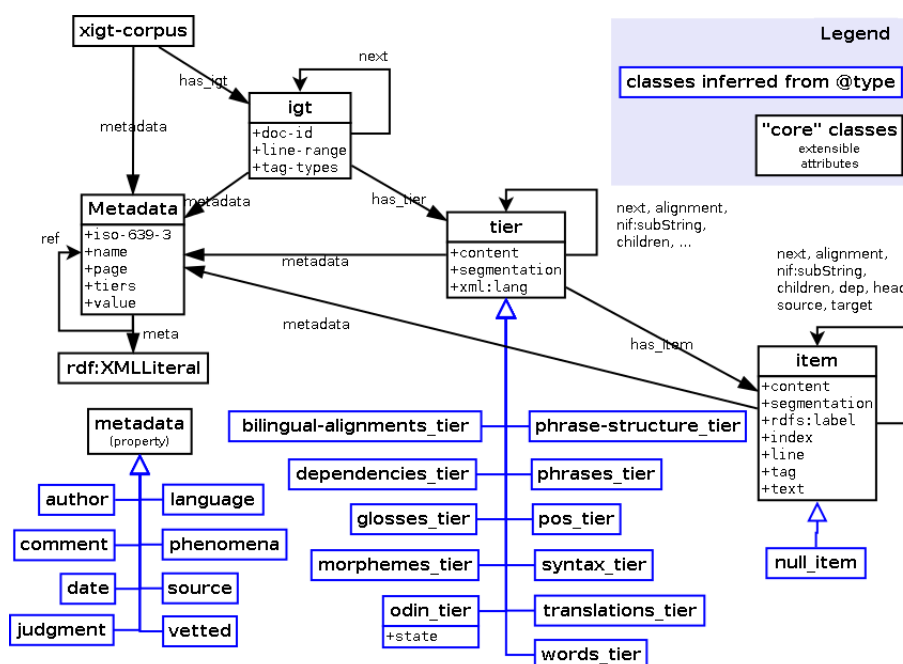 xigt-corpus
Legend
classes inferred from @type
"core" classes
extensible
attributes
next
has_igt
igt
+doc-id
+line-range
+tag-types
metadata
metadata
has_tier
Metadata
+iso-639-3
+name
+page
+tiers
+value
ref
meta
rdf:XMLLiteral
tier
+content
+segmentation
+xml:lang
next, alignment,
nif:subString,
children, ...
metadata
metadata
has_item
next, alignment,
nif:subString,
children, dep, head
source, target
item
+content
+segmentation
+rdfs:label
+index
+line
+tag
+text
null_item
metadata
(property)
author
language
comment
phenomena
date
source
judgment
vetted
bilingual-alignments_tier
phrase-structure_tier
dependencies_tier
phrases_tier
glosses_tier
pos_tier
morphemes_tier
syntax_tier
odin_tier
+state
translations_tier
words_tier